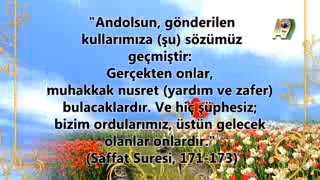 "Andolsun, gönderilen
kullarımıza (şu) sözümüz
geçmiştir:
Gerçekten onlar,
muhakkak nusret (yardım ve zafer)
bulacaklardır. Ve hiç şüphesiz;
bizim ordularımız, üstün gelecek
olanlar onlardır."
(Saffat Suresi, 171-173)
A9